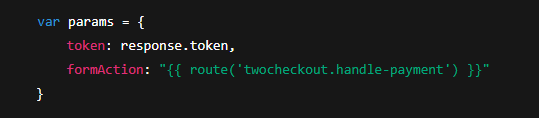 var params = {
    token: response.token,
    formAction: "{{ route('twocheckout.handle-payment') }}"
}